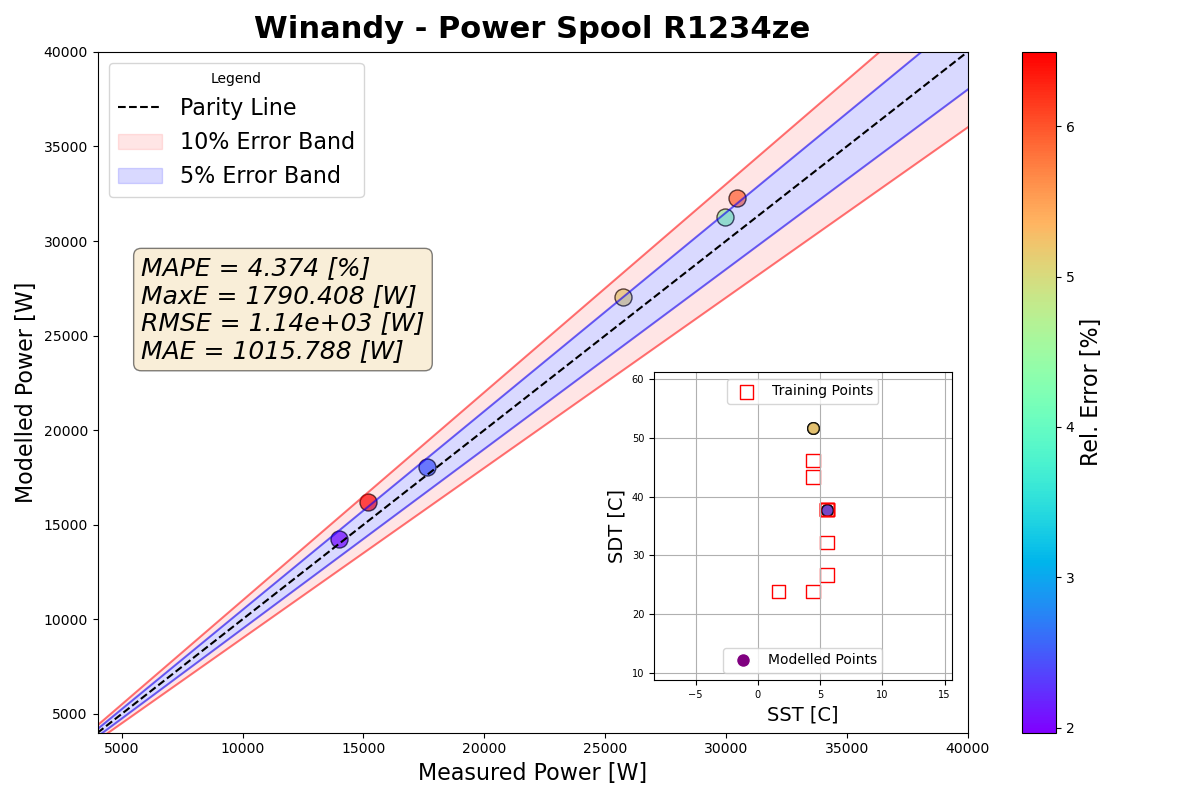 Winandy - Power Spool R1234ze
Legend
Parity Line
10% Error Band
5% Error Band
MAPE = 4.374 [%]
MaxE = 1790.408 [W]
RMSE = 1.14e+03 [W]
MAE = 1015.788 [W]
Modelled Power [W]
40000
35000
30000
25000
20000
15000
10000
5000
5000 10000 15000 20000 25000 30000 35000 40000
Measured Power [W]
Training Points
Modelled Points
SDT [C]
60
50
40
30
20
10
−5 0 5 10 15
SST [C]
6
5
4
3
2
Rel. Error [%]